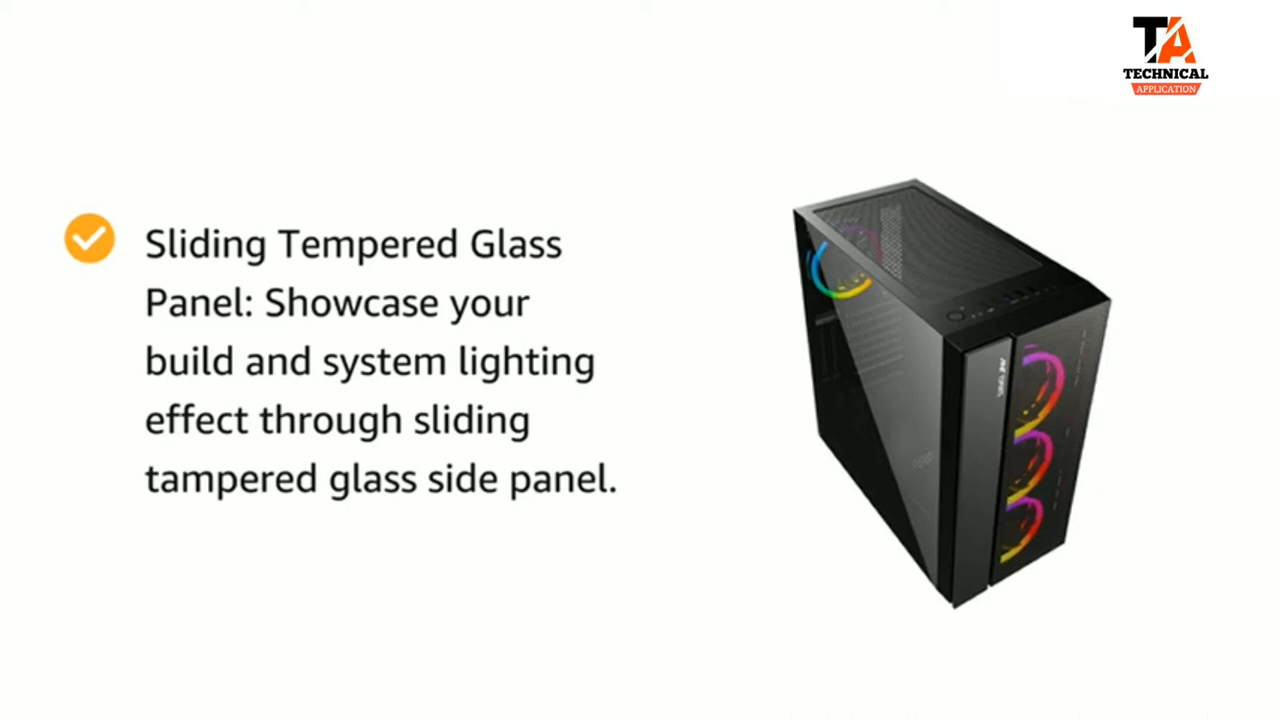 TA
TECHNICAL
APPLICATION
Sliding Tempered Glass
Panel: Showcase your
build and system lighting
effect through sliding
tampered glass side panel.